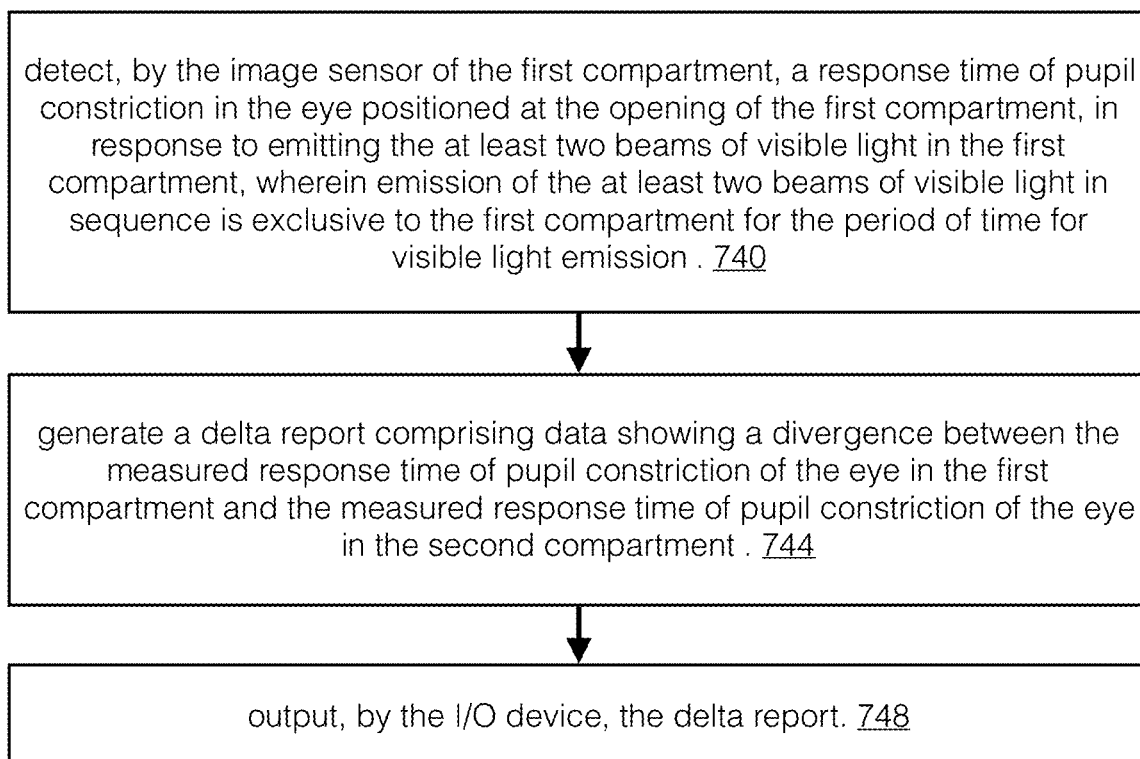 detect, by the image sensor of the first compartment, a response time of pupil
constriction in the eye positioned at the opening of the first compartment, in
response to emitting the at least two beams of visible light in the first
compartment, wherein emission of the at least two beams of visible light in
sequence is exclusive to the first compartment for the period of time for
visible light emission . 740
generate a delta report comprising data showing a divergence between the
measured response time of pupil constriction of the eye in the first
compartment and the measured response time of pupil constriction of the eye
in the second compartment . 744
output, by the I/O device, the delta report. 748